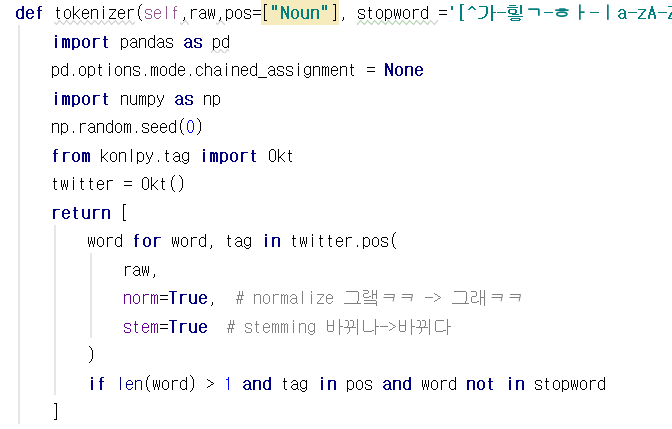 def tokenizer(self,raw,pos=["Noun"], stopword ='[^가-힣ㄱ-ㅎㅏ-ㅣa-zA-Z
import pandas as pd
pd.options.mode.chained_assignment = None
import numpy as np
np.random.seed(0)
from konlpy.tag import Okt
twitter = Okt()
return [
word for word, tag in twitter.pos(
raw,
norm=True,  # normalize 그랰ㅋㅋ -> 그래ㅋㅋ
stem=True  # stemming 바뀌나->바뀌다
)
if len(word) > 1 and tag in pos and word not in stopword
]